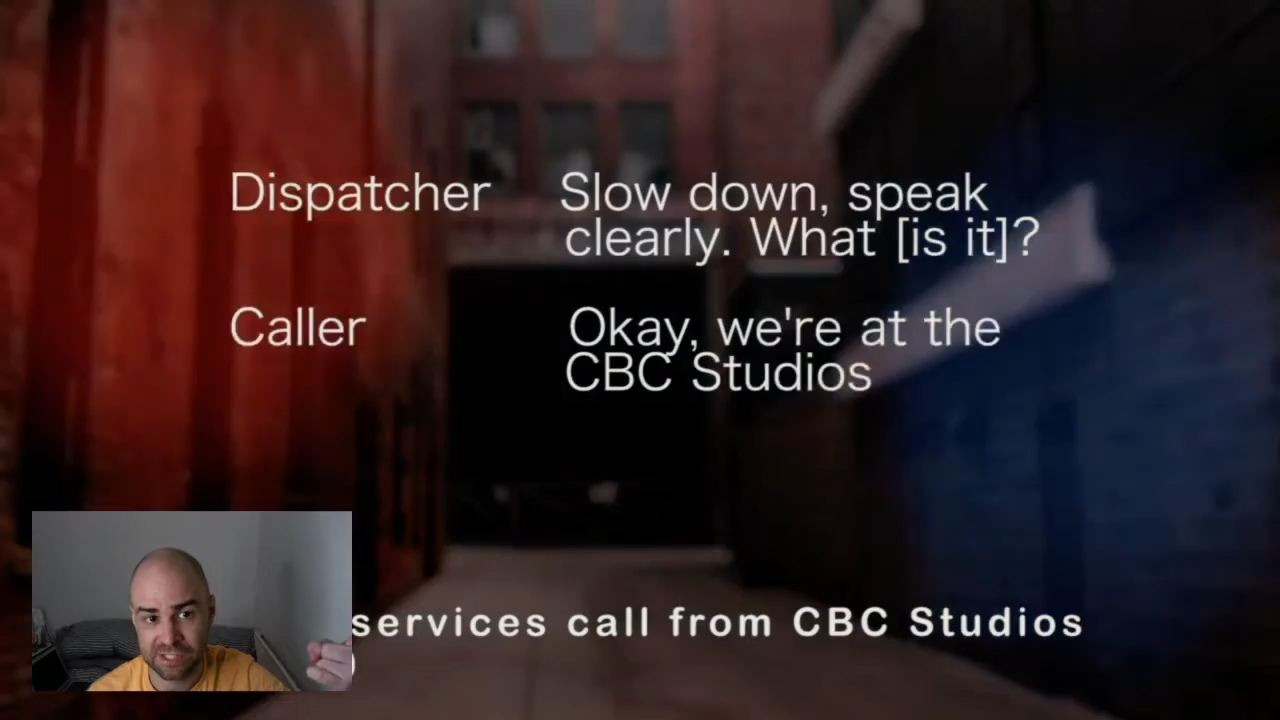 Dispatcher Slow down, speak
clearly. What [is it]?
Caller Okay, we're at the
CBC Studios
services call from CBC Studios